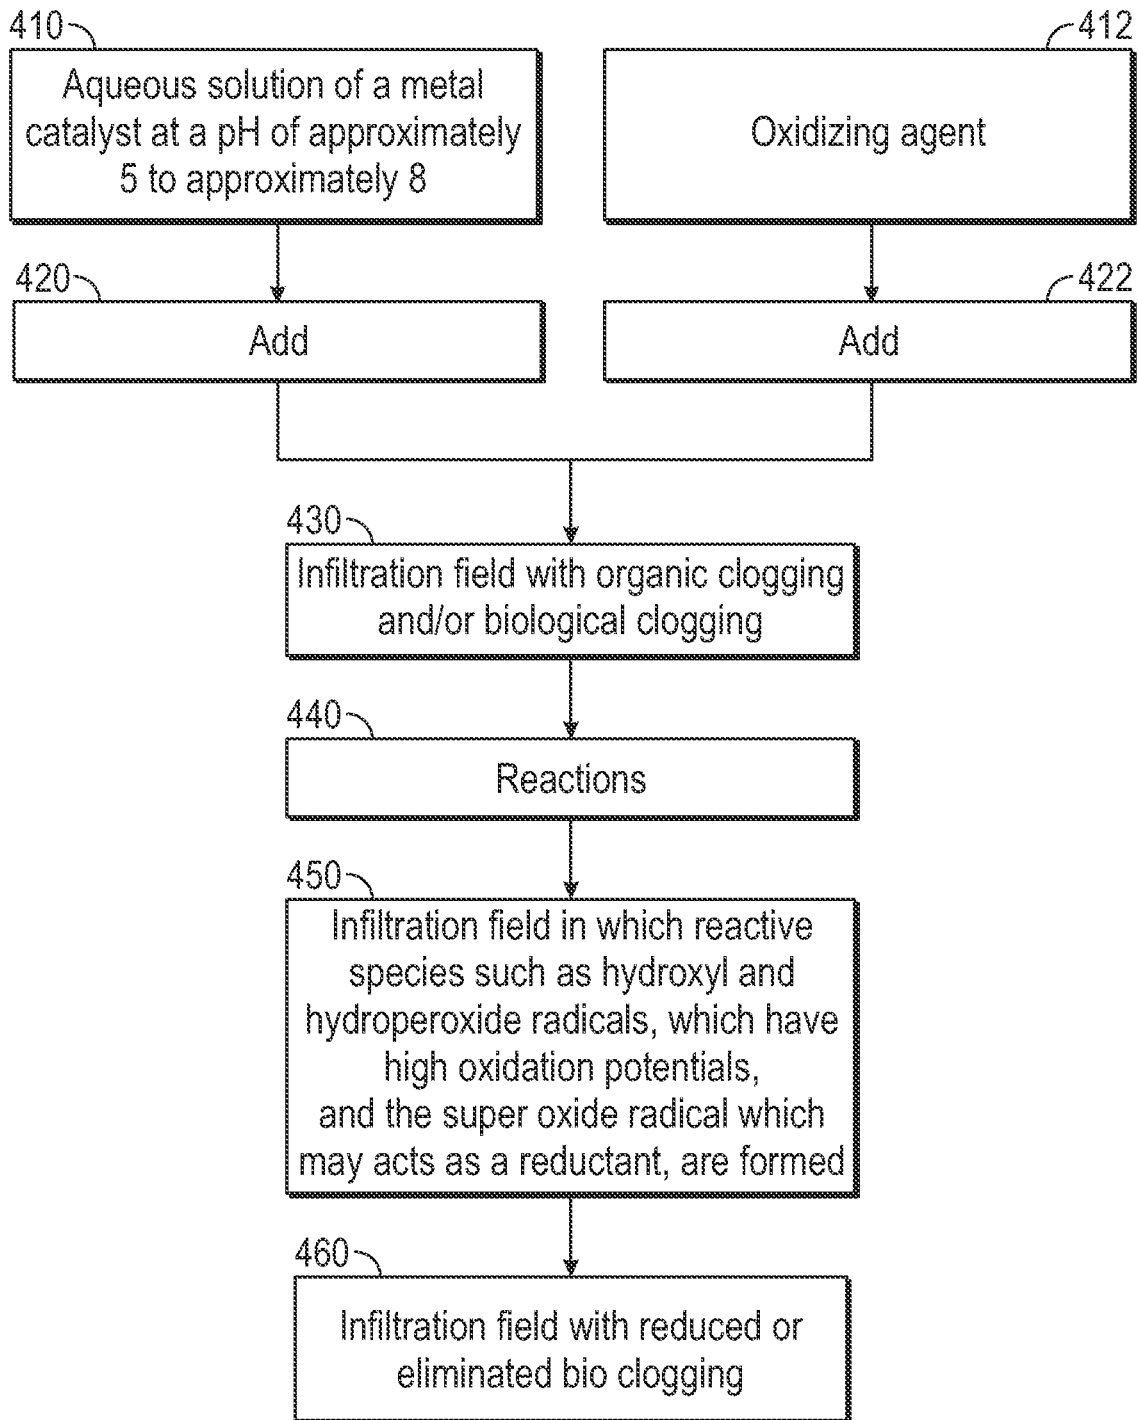 410
412
Aqueous solution of a metal
catalyst at a pH of approximately
5 to approximately 8
Oxidizing agent
420
422
Add
Add
430
Infiltration field with organic clogging
and/or biological clogging
440
Reactions
450
Infiltration field in which reactive
species such as hydroxyl and
hydroperoxide radicals, which have
high oxidation potentials,
and the super oxide radical which
may acts as a reductant, are formed
460
Infiltration field with reduced or
eliminated bio clogging